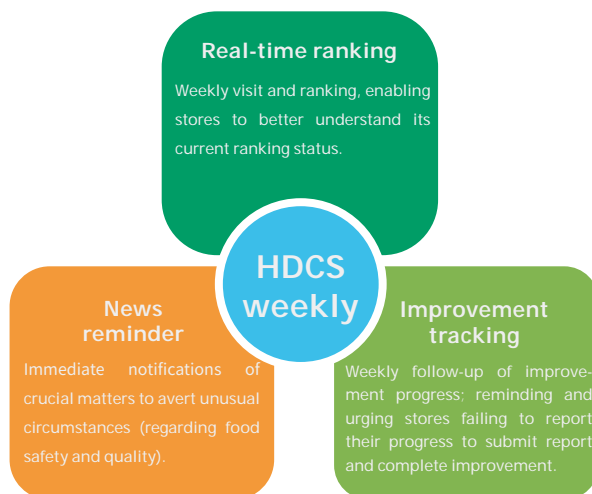 Real-time ranking
Weekly visit and ranking, enabling
stores to better understand its
current ranking status.
HDCS
weekly
News
reminder
Immediate notifications of
crucial matters to avert unusual
circumstances (regarding food
safety and quality).
Improvement
tracking
Weekly follow-up of improve-
ment progress; reminding and
urging stores failing to report
their progress to submit report
and complete improvement.